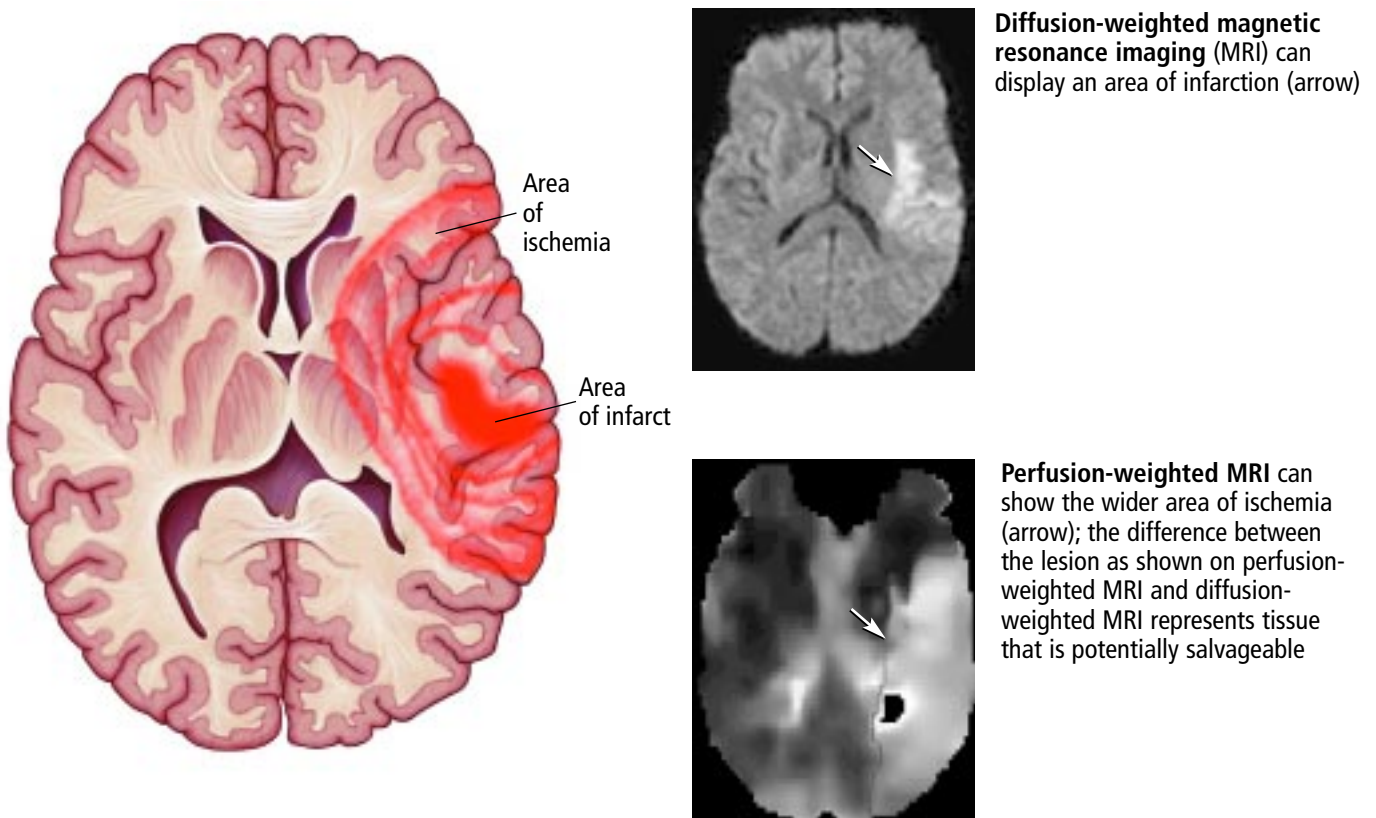 Area
of
ischemia
Area
of infarct
Diffusion-weighted magnetic
resonance imaging (MRI) can
display an area of infarction (arrow)
Perfusion-weighted MRI can
show the wider area of ischemia
(arrow); the difference between
the lesion as shown on perfusion-
weighted MRI and diffusion-
weighted MRI represents tissue
that is potentially salvageable